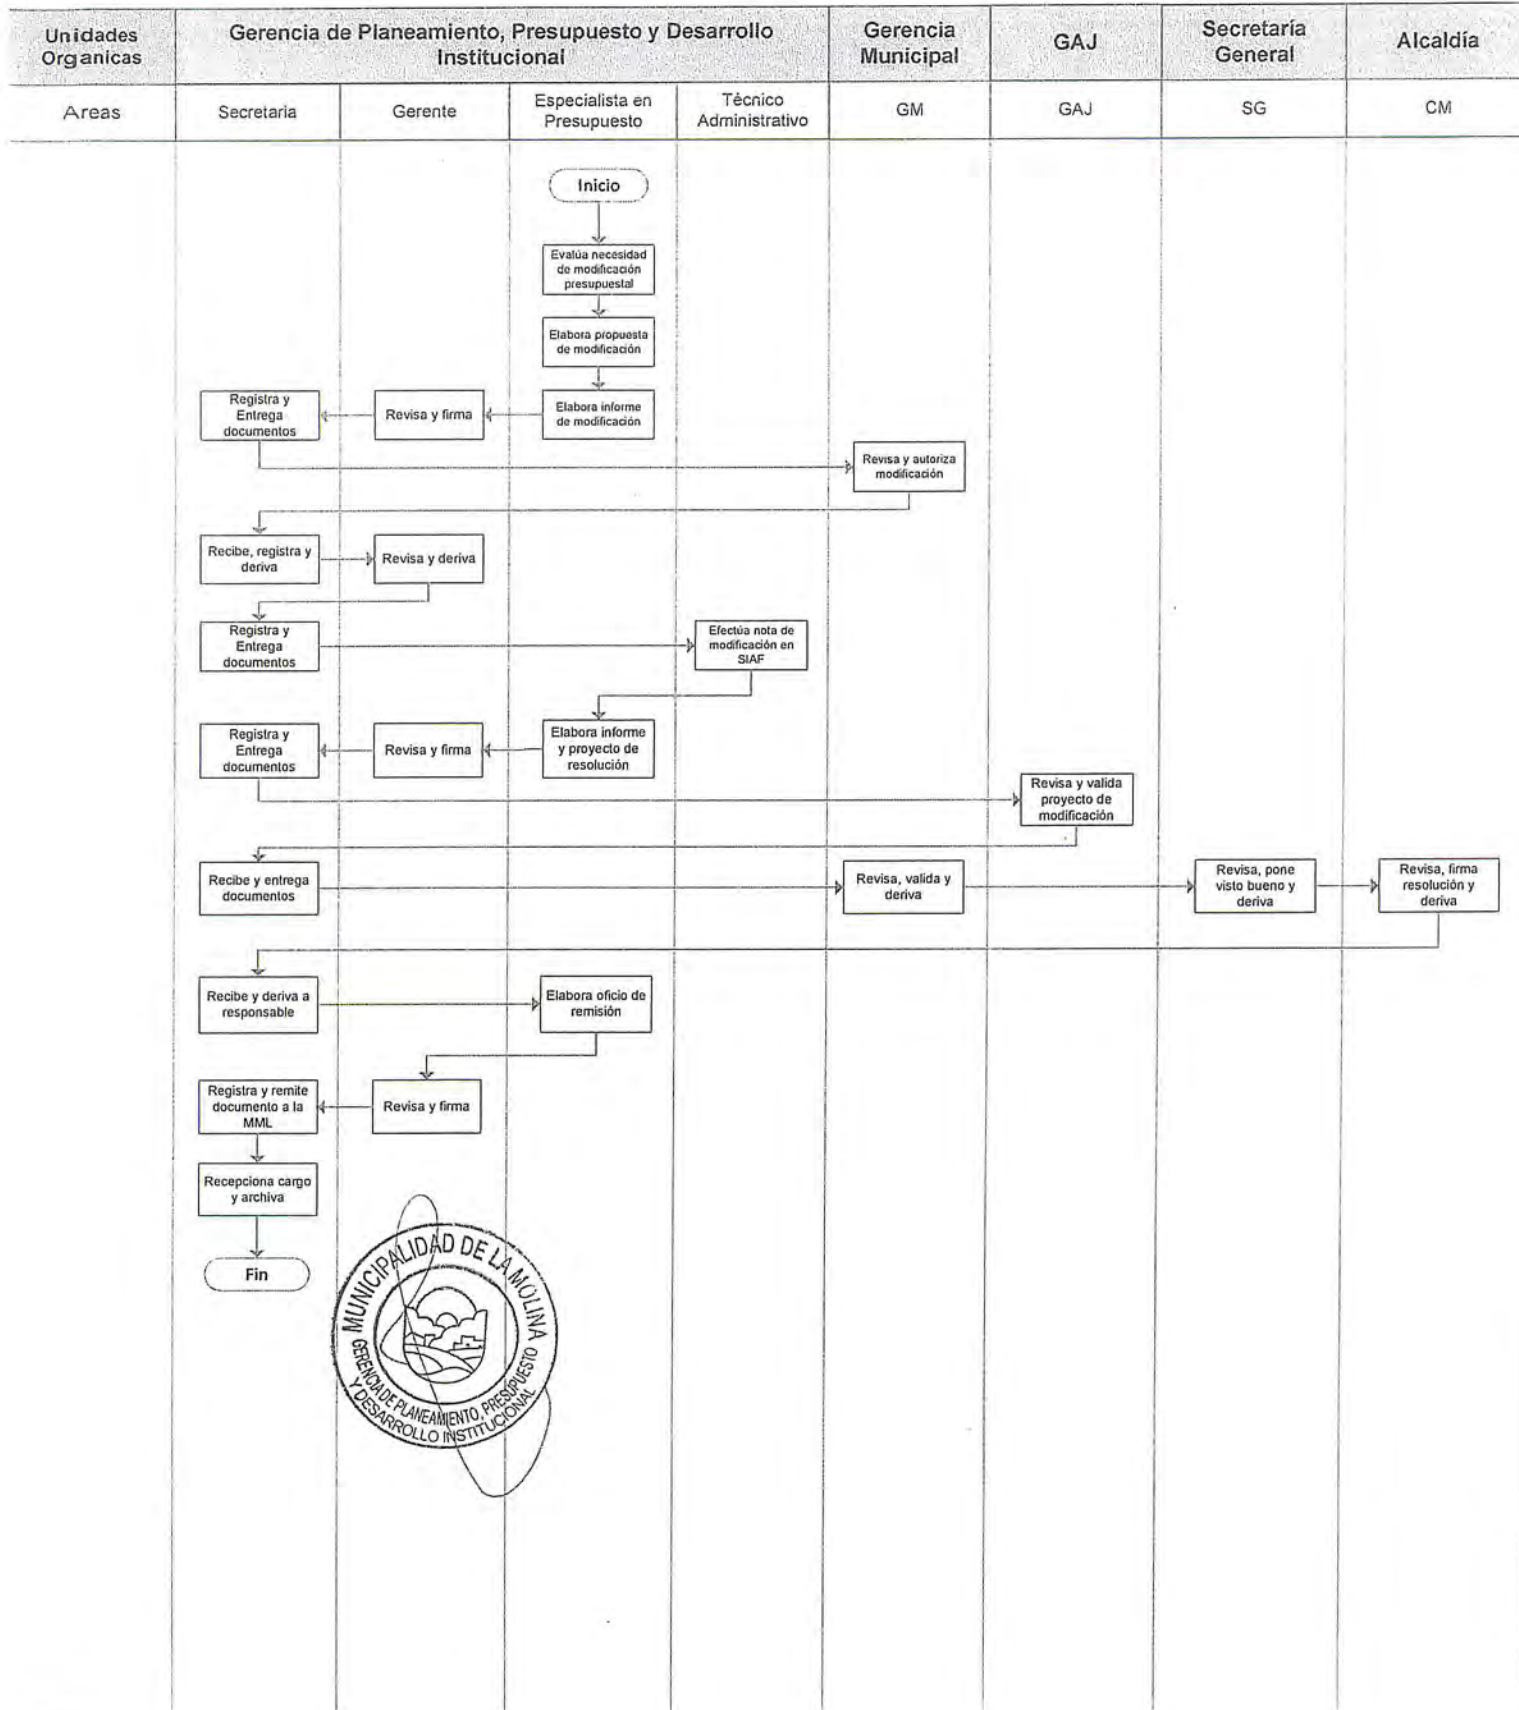 Unidades
Organicas
Gerencia de Planeamiento, Presupuesto y Desarrollo
Institucional
Gerencia
Municipal
GAJ
Secretaría
General
Alcaldía
Areas
Secretaria
Gerente
Especialista en
Presupuesto
Técnico
Administrativo
GM
GAJ
SG
CM
Inicio
Evalúa necesidad
de modificación
presupuestal
Elabora propuesta
de modificación
Registra y
Entrega
documentos
Revisa y firma
Elabora informe
de modificación
Revisa y autoriza
modificación
Recibe, registra y
deriva
Revisa y deriva
Registra y
Entrega
documentos
Efectúa nota de
modificación en
SIAF
Registra y
Entrega
documentos
Revisa y firma
Elabora informe
y proyecto de
resolución
Revisa y valida
proyecto de
modificación
Recibe y entrega
documentos
Revisa, valida y
deriva
Revisa, pone
visto bueno y
deriva
Revisa, firma
resolución y
deriva
Recibe y deriva a
responsable
Elabora oficio de
remisión
Registra y remite
documento a la
MML
Revisa y firma
Recepciona cargo
y archiva
Fin
MUNICIPALIDAD DE LA MOLINA
GERENCIA DE PLANEAMIENTO, PRESUPUESTO
Y DESARROLLO INSTITUCIONAL